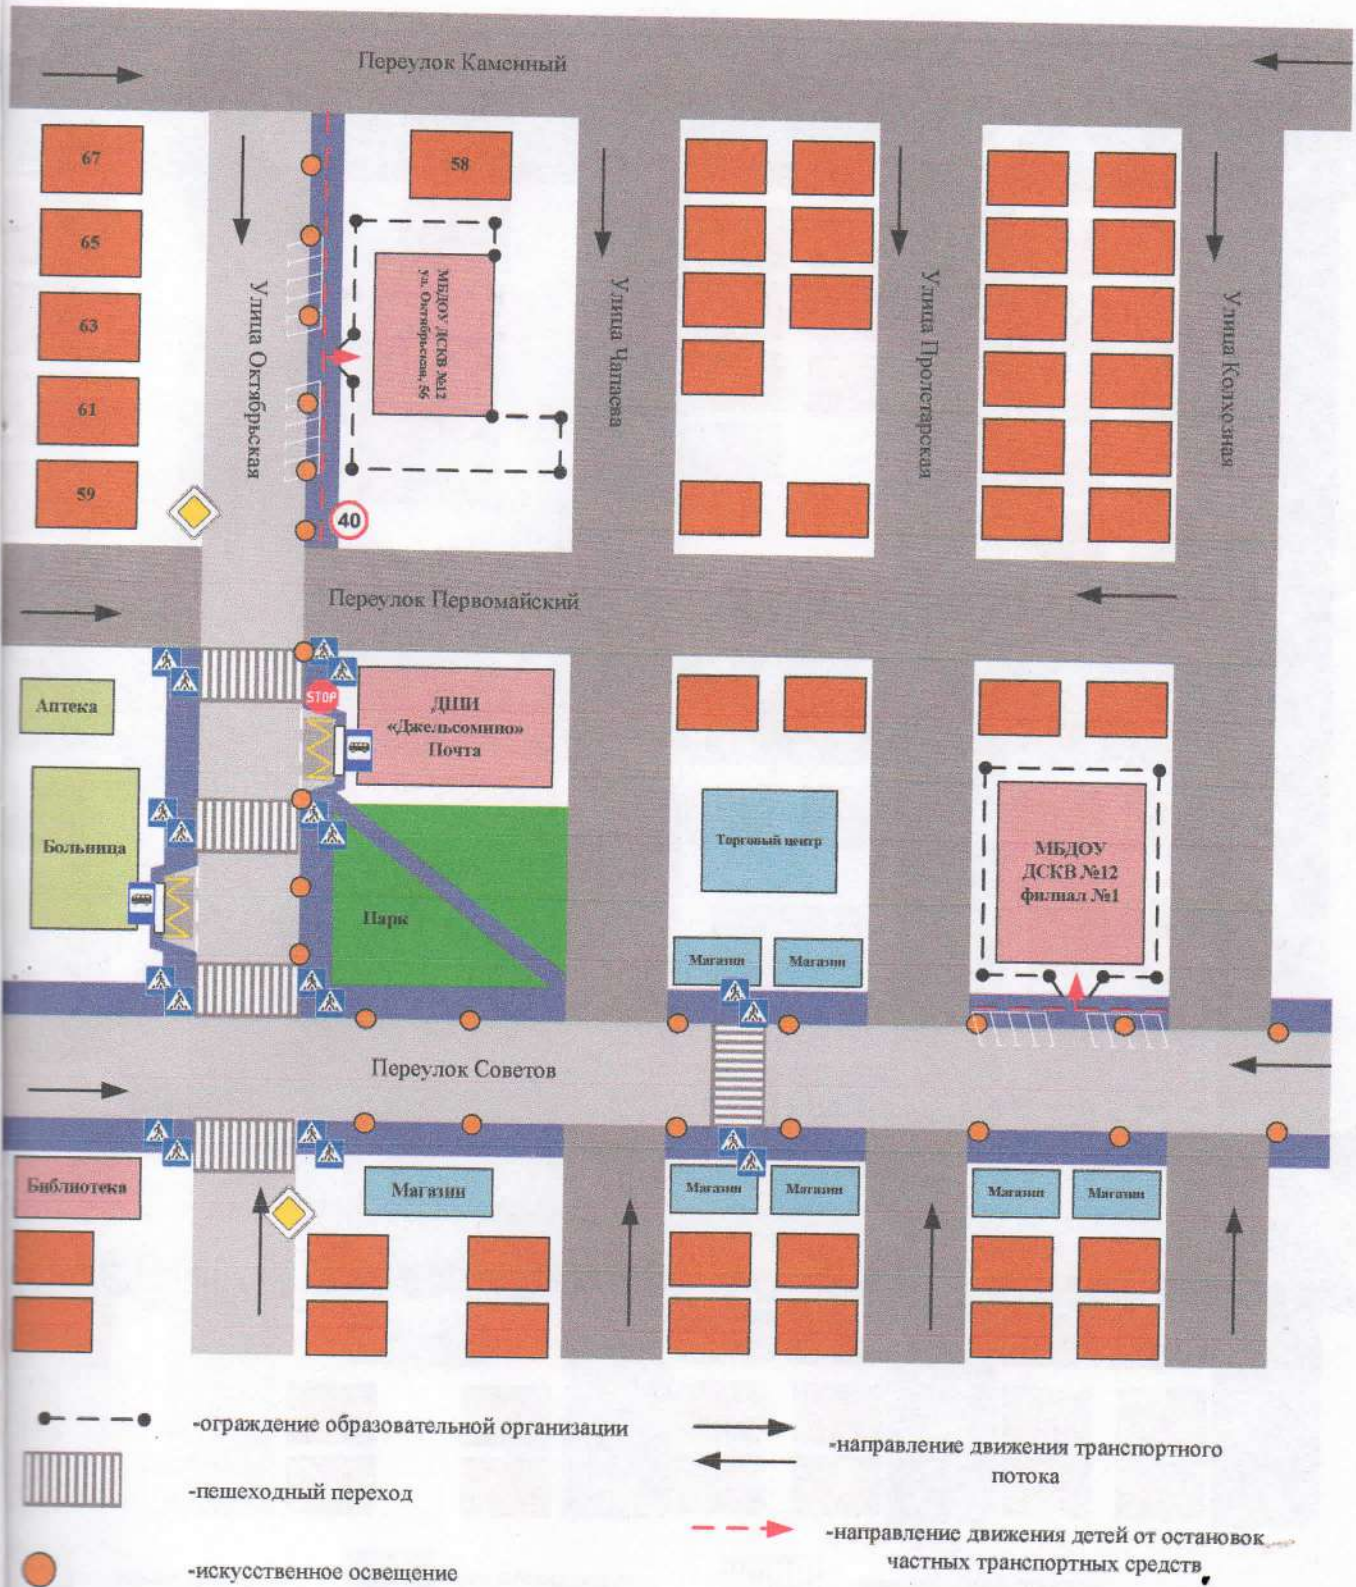 Переулок Каменный
67
58
65
63
61
59
Улица Октябрьская
МБДОУ ДСКВ №12
ул. Октябрьская, 56
Улица Чапаева
Улица Пролетарская
Улица Колхозная
40
Переулок Первомайский
Аптека
STOP
ДШИ
«Джельсомино»
Почта
Больница
Торговый центр
МБДОУ
ДСКВ №12
филиал №1
Парк
Магазин
Магазин
Переулок Советов
Библиотека
Магазин
Магазин
Магазин
Магазин
Магазин
-ограждение образовательной организации
-направление движения транспортного
потока
-пешеходный переход
-направление движения детей от остановок
частных транспортных средств
-искусственное освещение